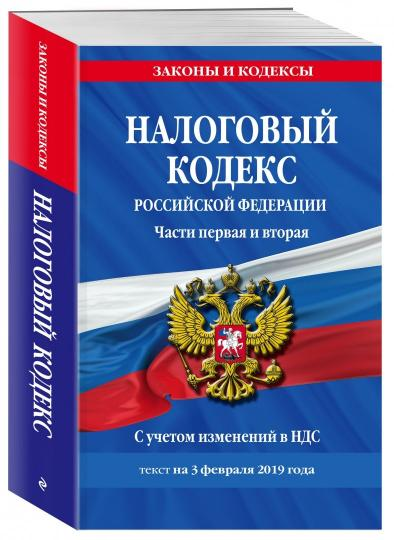 ЗАКОНЫ И КОДЕКСЫ
НАЛОГОВЫЙ
КОДЕКС
РОССИЙСКОЙ ФЕДЕРАЦИИ
Части первая и вторая
С учетом изменений в НДС
текст на 3 февраля 2019 года
ЗАКОНЫ И КОДЕКСЫ
НАЛОГОВЫЙ КОДЕКС